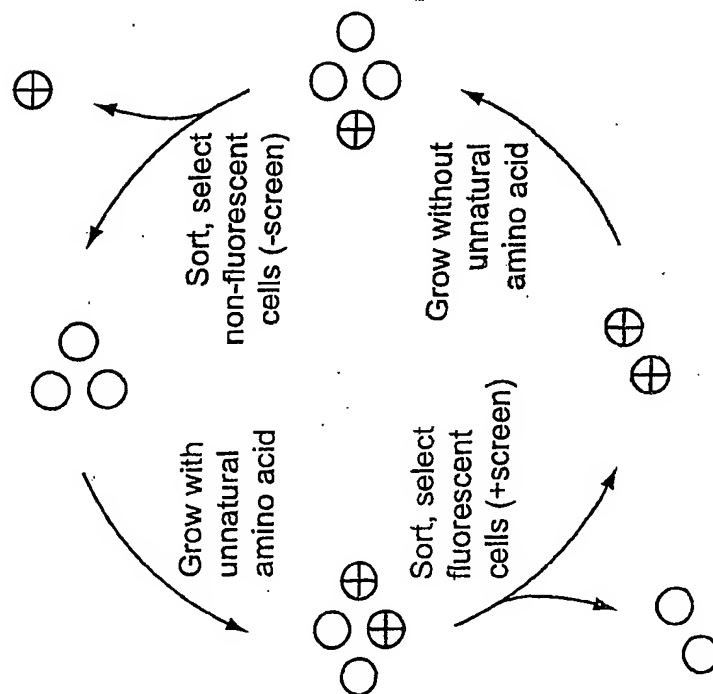 Grow with
unnatural
amino acid
Sort, select
fluorescent
cells (+screen)
Grow without
unnatural
amino acid
Sort, select
non-fluorescent
cells (-screen)